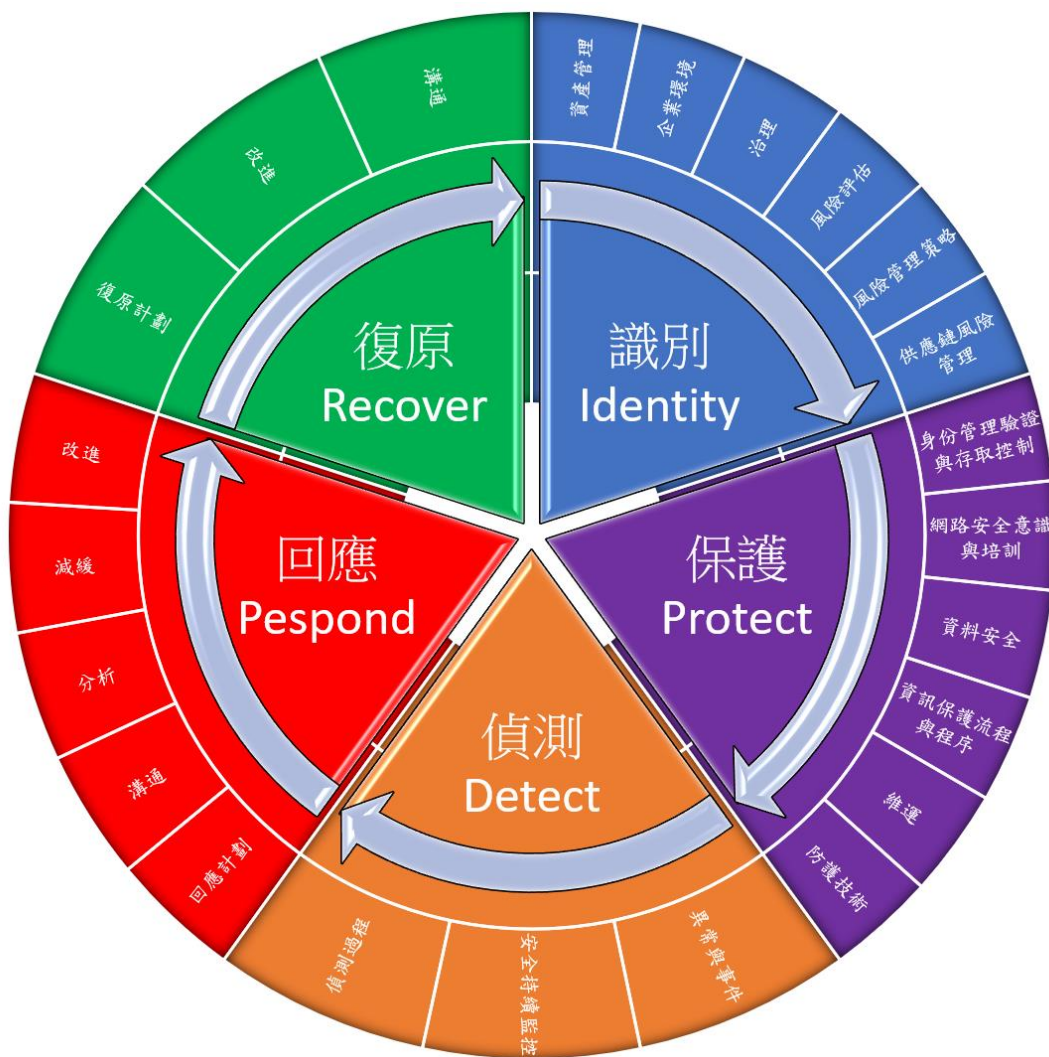 資產管理
企業環境
治理
風險評估
風險管理策略
供應鏈風險
管理
識別
Identity
身份管理驗證
與存取控制
網路安全意識
與培訓
資料安全
資訊保護流程
與程序
維運
防護技術
保護
Protect
異常與事件
安全持續監控
偵測過程
偵測
Detect
回應計劃
溝通
分析
減緩
改進
回應
Pespond
復原計劃
改進
溝通
復原
Recover